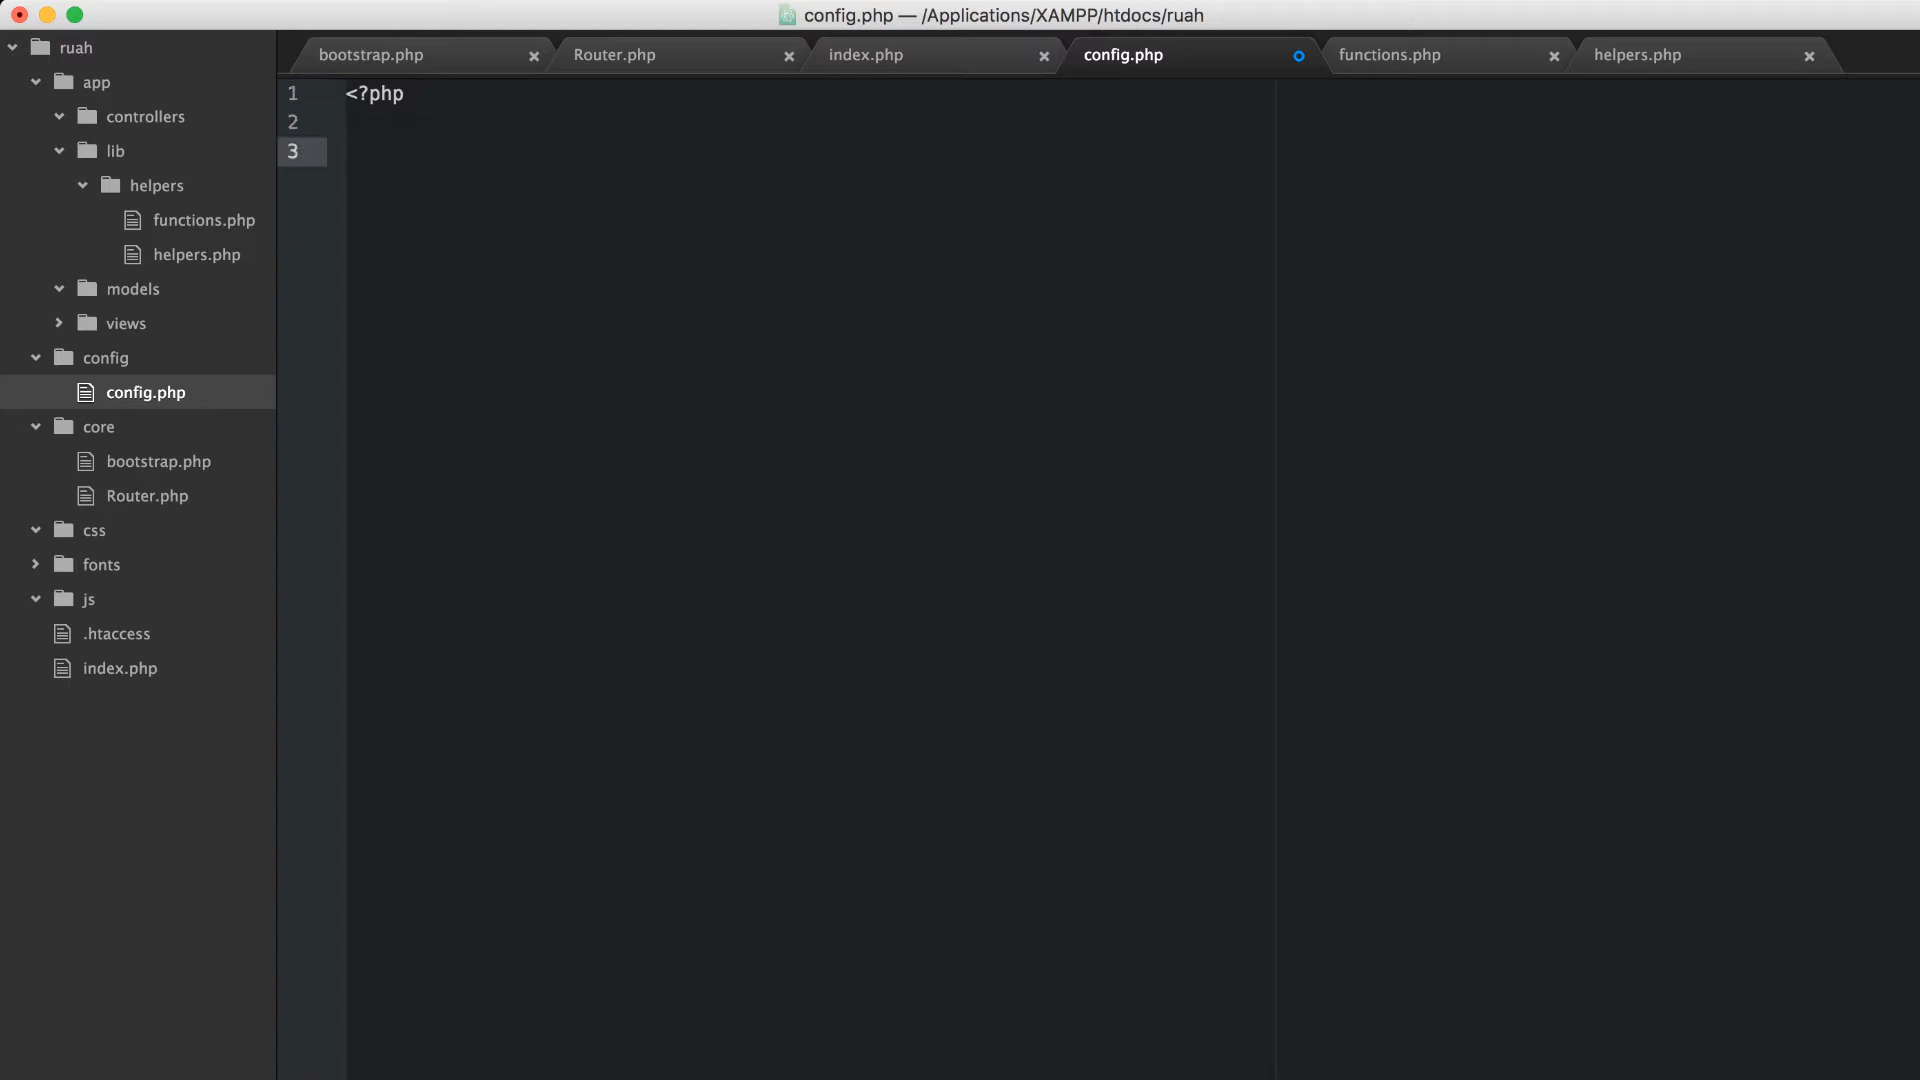 config.php — /Applications/XAMPP/htdocs/ruah
ruah
app
controllers
lib
helpers
functions.php
helpers.php
models
views
config
config.php
core
bootstrap.php
Router.php
css
fonts
js
.htaccess
index.php
bootstrap.php
Router.php
index.php
config.php
functions.php
helpers.php
1 <?php
2
3